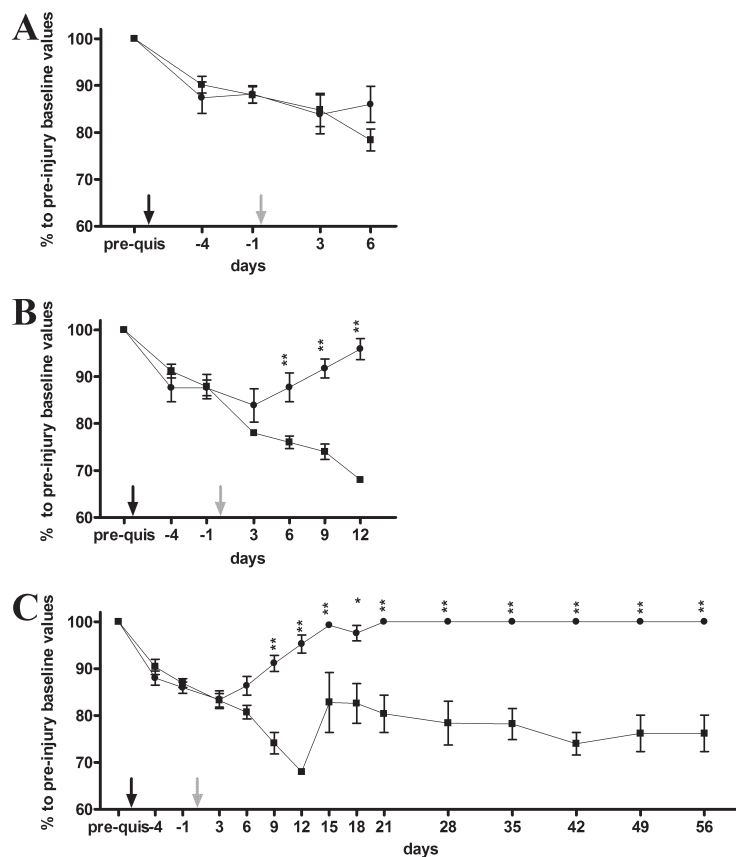 A
% to pre-injury baseline values
100
90
80
70
60
pre-quis -4 -1 3 6
days
B
% to pre-injury baseline values
100
90
80
70
60
** ** **
pre-quis -4 -1 3 6 9 12
days
C
% to pre-injury baseline values
100
90
80
70
60
** ** ** * ** ** ** ** ** **
pre-quis -4 -1 3 6 9 12 15 18 21 28 35 42 49 56
days